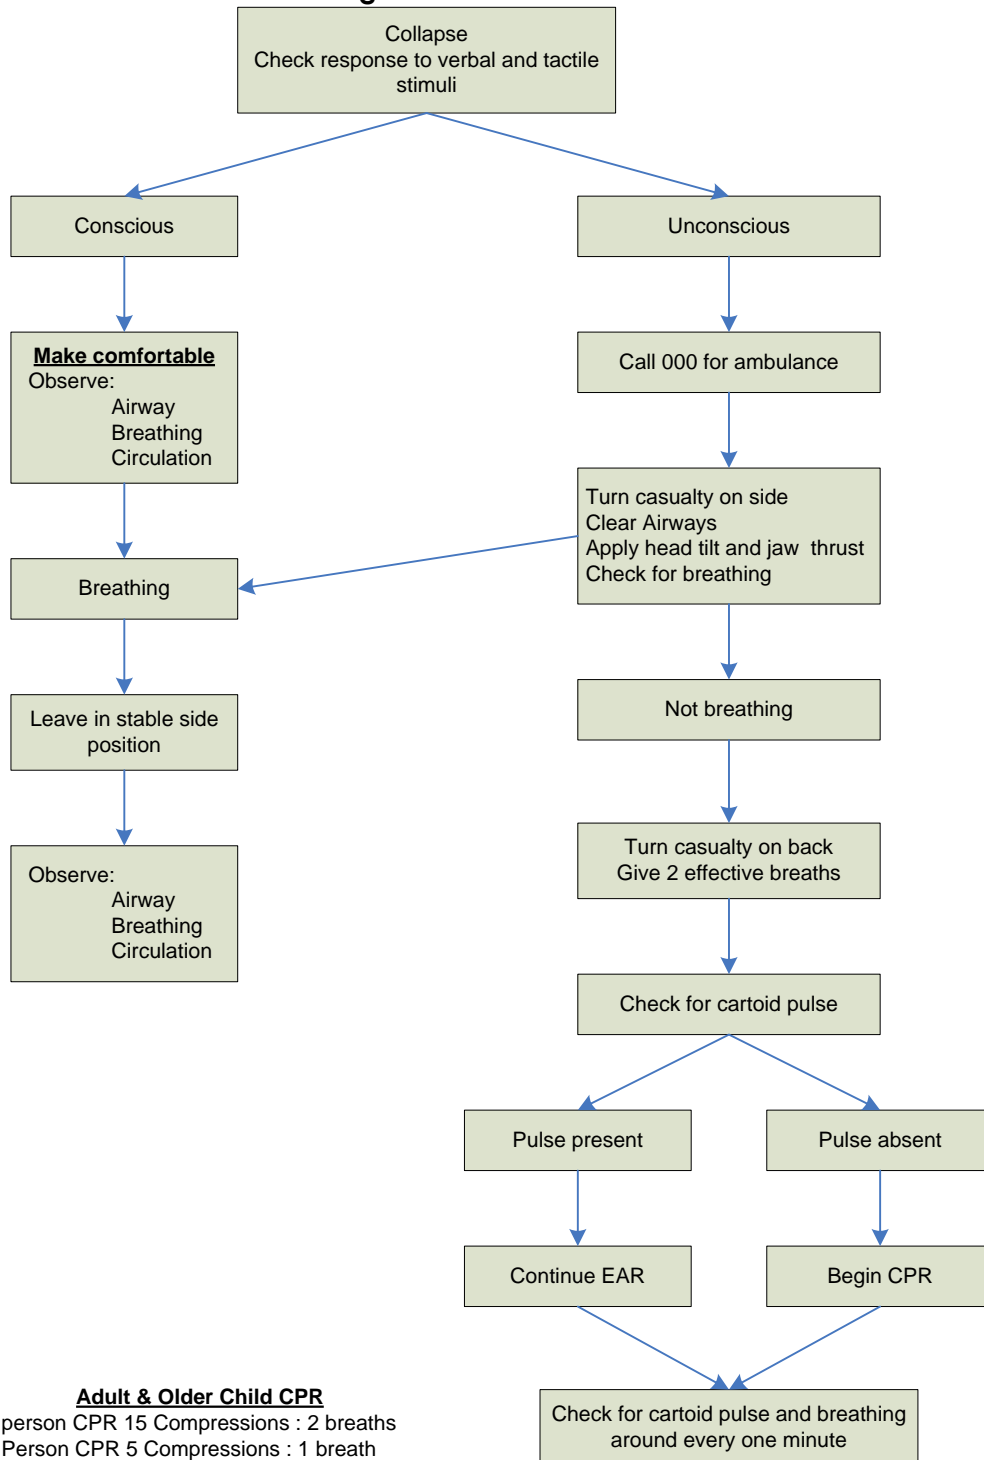 Collapse
Check response to verbal and tactile
stimuli
Conscious
Unconscious
Make comfortable
Observe:
Airway
Breathing
Circulation
Call 000 for ambulance
Turn casualty on side
Clear Airways
Apply head tilt and jaw thrust
Check for breathing
Breathing
Not breathing
Leave in stable side
position
Turn casualty on back
Give 2 effective breaths
Observe:
Airway
Breathing
Circulation
Check for cartoid pulse
Pulse present
Pulse absent
Continue EAR
Begin CPR
Adult & Older Child CPR
person CPR 15 Compressions : 2 breaths
Person CPR 5 Compressions : 1 breath
Check for cartoid pulse and breathing
around every one minute